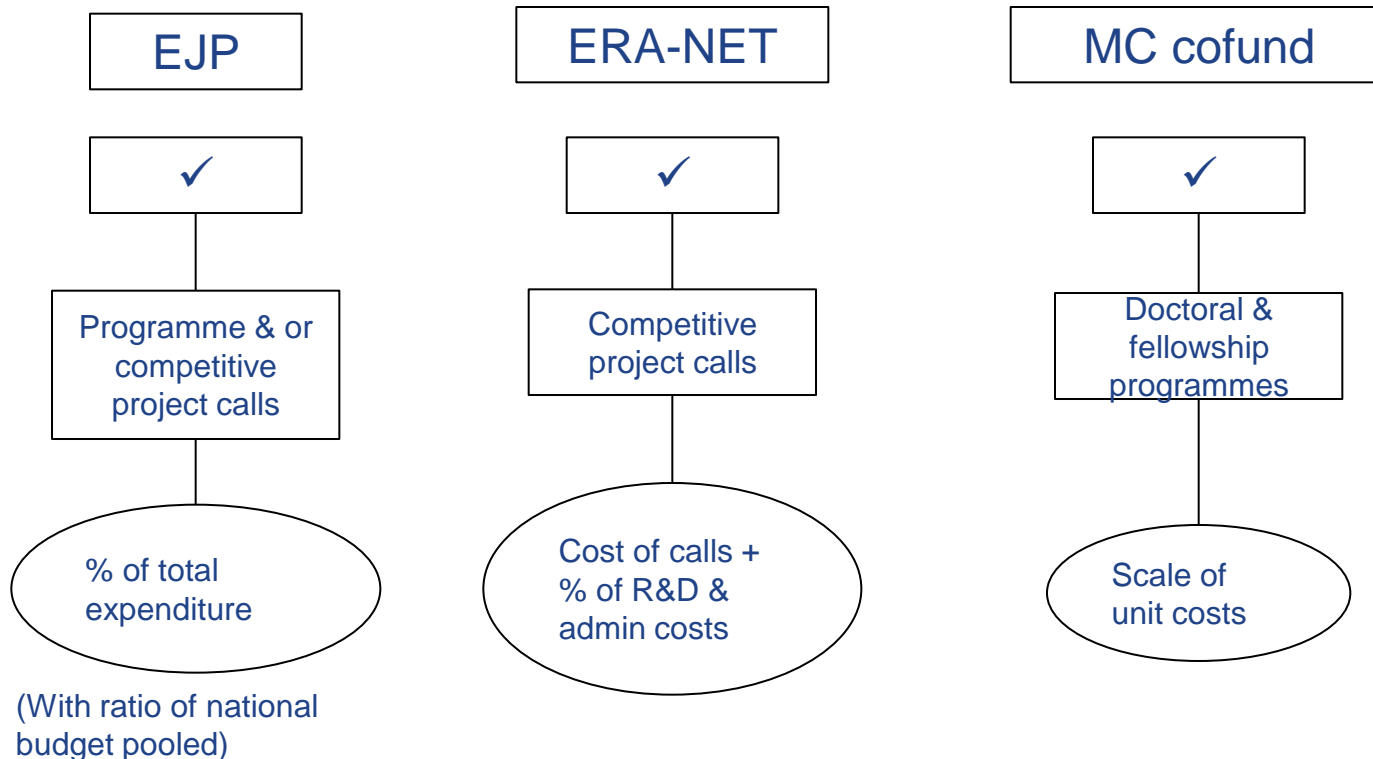 EJP
ERA-NET
MC cofund
✓
✓
✓
Programme & or
competitive
project calls
Competitive
project calls
Doctoral &
fellowship
programmes
% of total
expenditure
Cost of calls +
% of R&D &
admin costs
Scale of
unit costs
(With ratio of national
budget pooled)